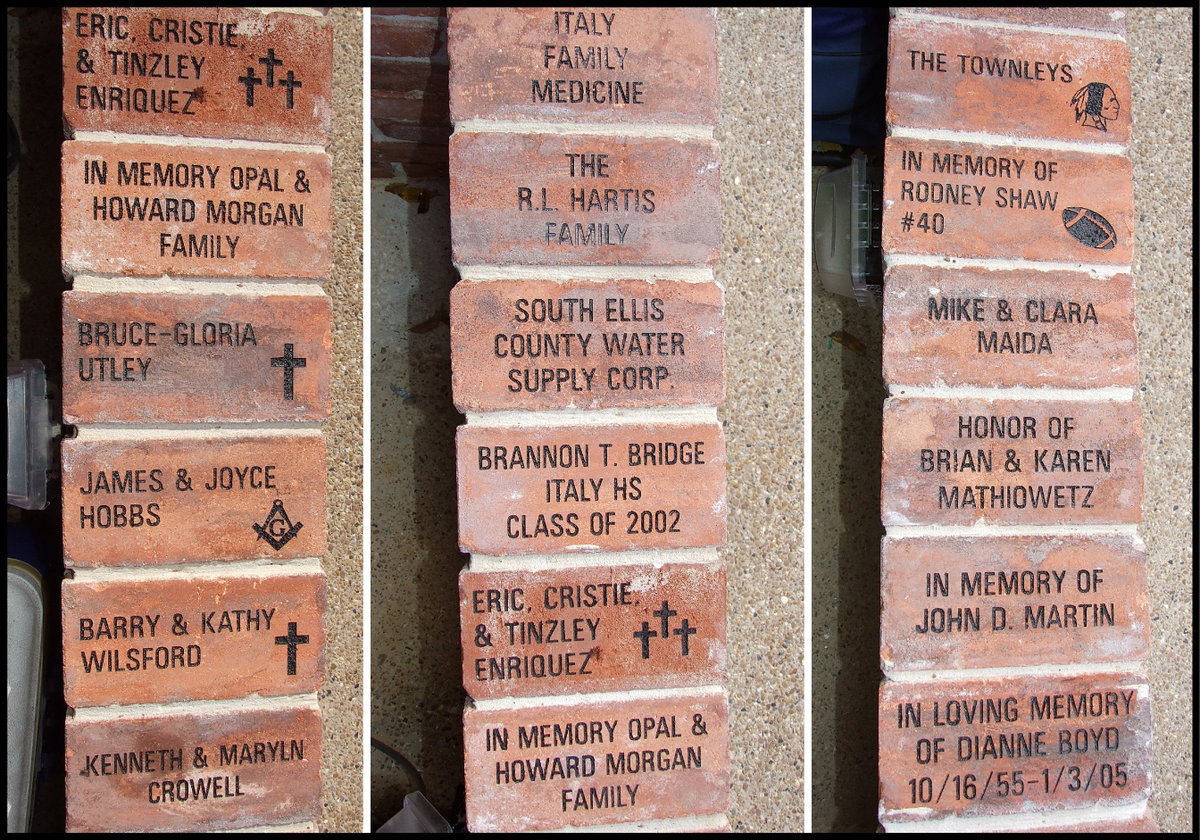 ERIC, CRISTIE,
& TINZLEY
ENRIQUEZ
IN MEMORY OPAL &
HOWARD MORGAN
FAMILY
BRUCE-GLORIA
UTLEY
JAMES & JOYCE
HOBBS
G
BARRY & KATHY
WILSFORD
KENNETH & MARYLN
CROWELL
ITALY
FAMILY
MEDICINE
THE
R.L. HARTIS
FAMILY
SOUTH ELLIS
COUNTY WATER
SUPPLY CORP.
BRANNON T. BRIDGE
ITALY HS
CLASS OF 2002
ERIC, CRISTIE,
& TINZLEY
ENRIQUEZ
IN MEMORY OPAL &
HOWARD MORGAN
FAMILY
THE TOWNLEYS
IN MEMORY OF
RODNEY SHAW
#40
MIKE & CLARA
MAIDA
HONOR OF
BRIAN & KAREN
MATHIOWETZ
IN MEMORY OF
JOHN D. MARTIN
IN LOVING MEMORY
OF DIANNE BOYD
10/16/55-1/3/05